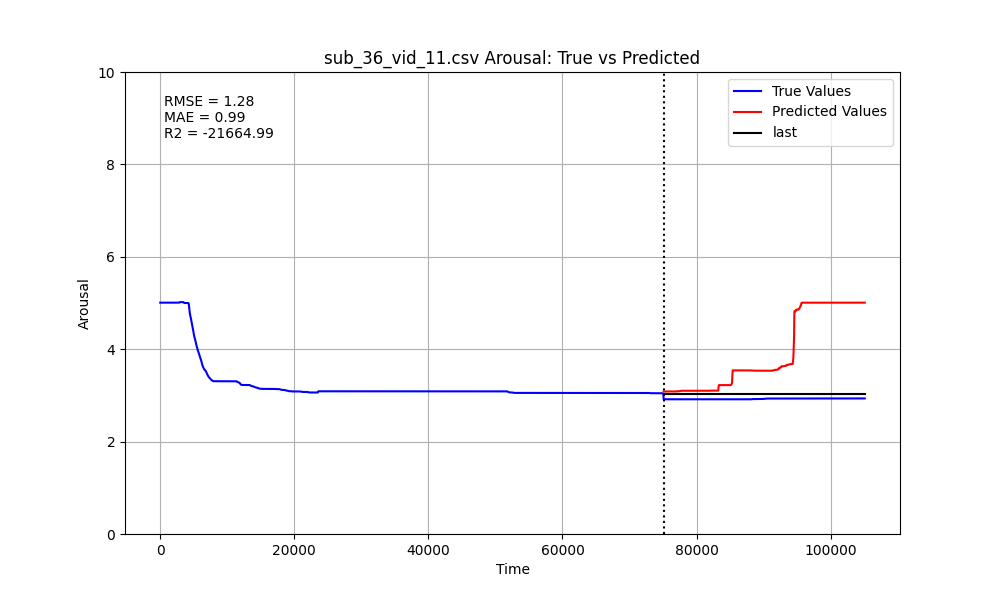 sub_36_vid_11.csv Arousal: True vs Predicted
RMSE = 1.28
MAE = 0.99
R2 = -21664.99
True Values
Predicted Values
last
10
8
6
4
2
0
Arousal
0
20000
40000
60000
80000
100000
Time